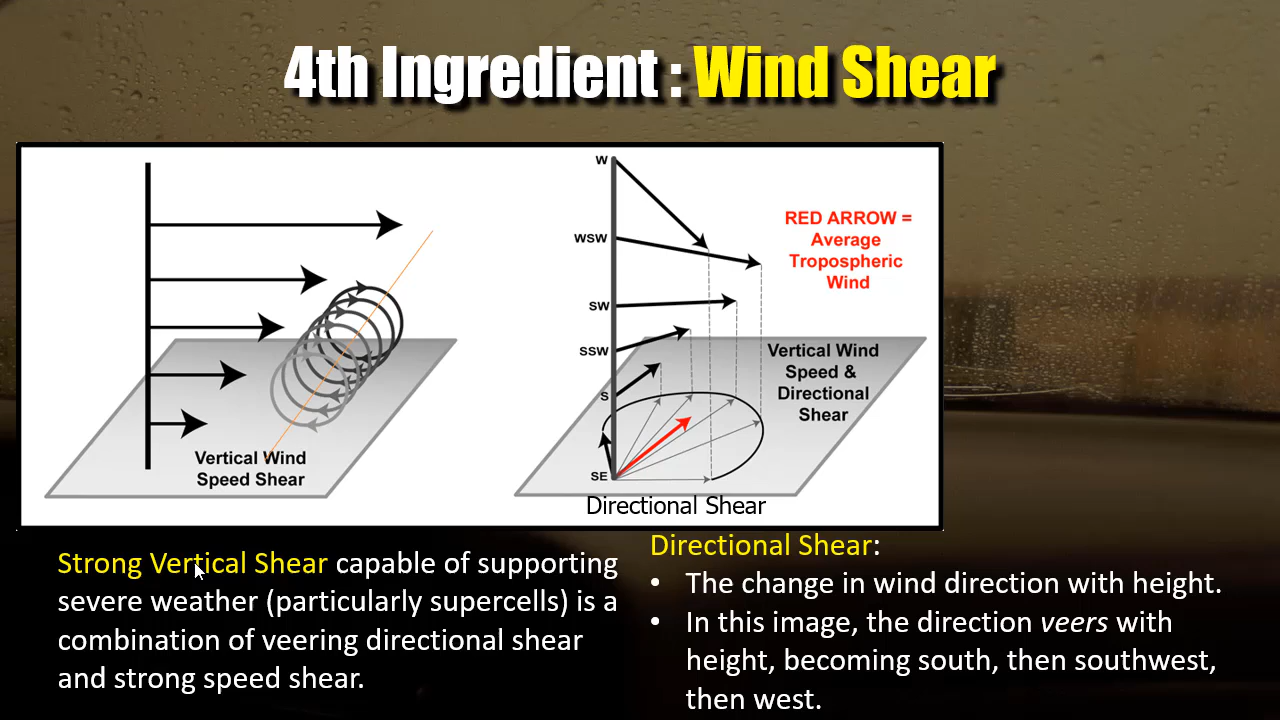 4th Ingredient : Wind Shear
Vertical Wind
Speed Shear
W
WSW
SW
SSW
S
SE
RED ARROW =
Average
Tropospheric
Wind
Vertical Wind
Speed &
Directional
Shear
Directional Shear
Strong Vertical Shear capable of supporting
severe weather (particularly supercells) is a
combination of veering directional shear
and strong speed shear.
Directional Shear:
• The change in wind direction with height.
• In this image, the direction veers with
height, becoming south, then southwest,
then west.